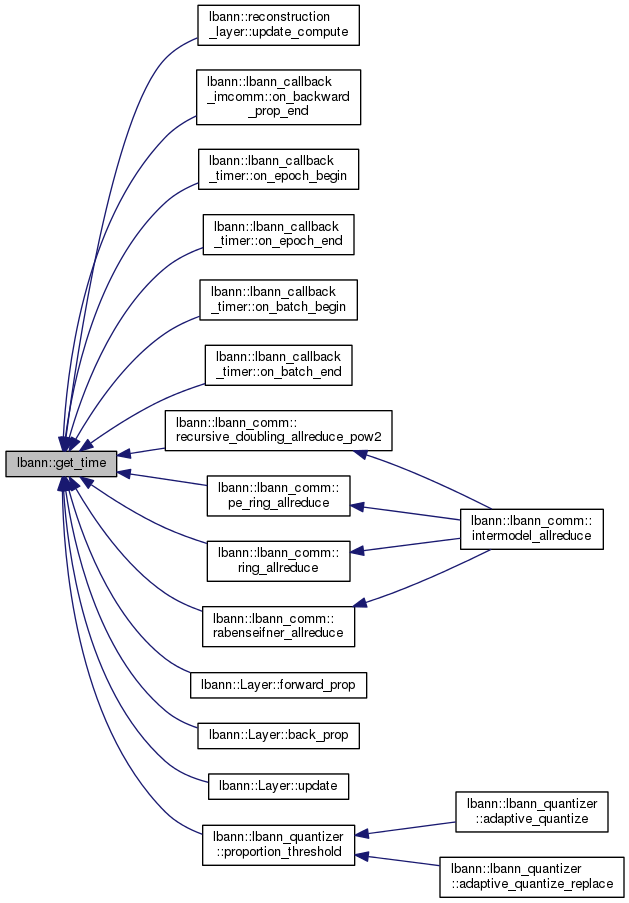 lbann::reconstruction
_layer::update_compute
lbann::lbann_callback
_imcomm::on_backward
_prop_end
lbann::lbann_callback
_timer::on_epoch_begin
lbann::lbann_callback
_timer::on_epoch_end
lbann::lbann_callback
_timer::on_batch_begin
lbann::lbann_callback
_timer::on_batch_end
lbann::lbann_comm::
recursive_doubling_allreduce_pow2
lbann::get_time
lbann::lbann_comm::
pe_ring_allreduce
lbann::lbann_comm::
intermodel_allreduce
lbann::lbann_comm::
ring_allreduce
lbann::lbann_comm::
rabenseifner_allreduce
lbann::Layer::forward_prop
lbann::Layer::back_prop
lbann::Layer::update
lbann::lbann_quantizer
::proportion_threshold
lbann::lbann_quantizer
::adaptive_quantize
lbann::lbann_quantizer
::adaptive_quantize_replace